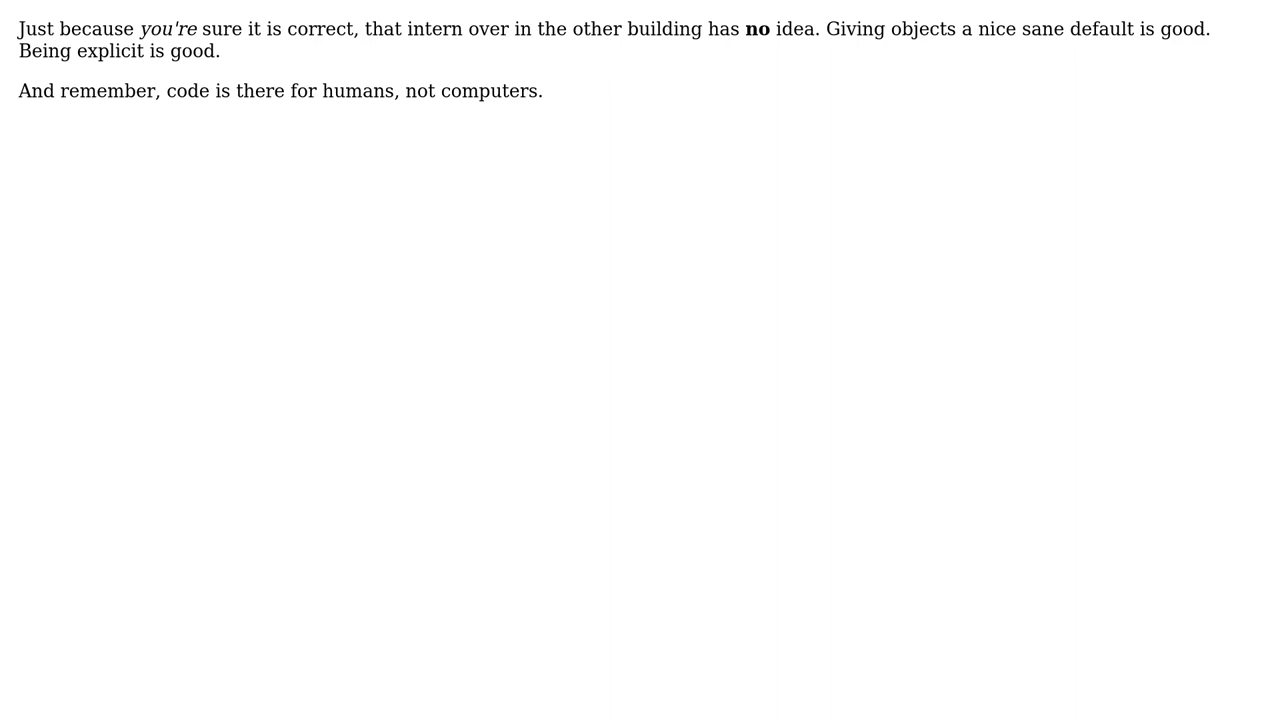 Just because you're sure it is correct, that intern over in the other building has no idea. Giving objects a nice sane default is good.
Being explicit is good.
And remember, code is there for humans, not computers.